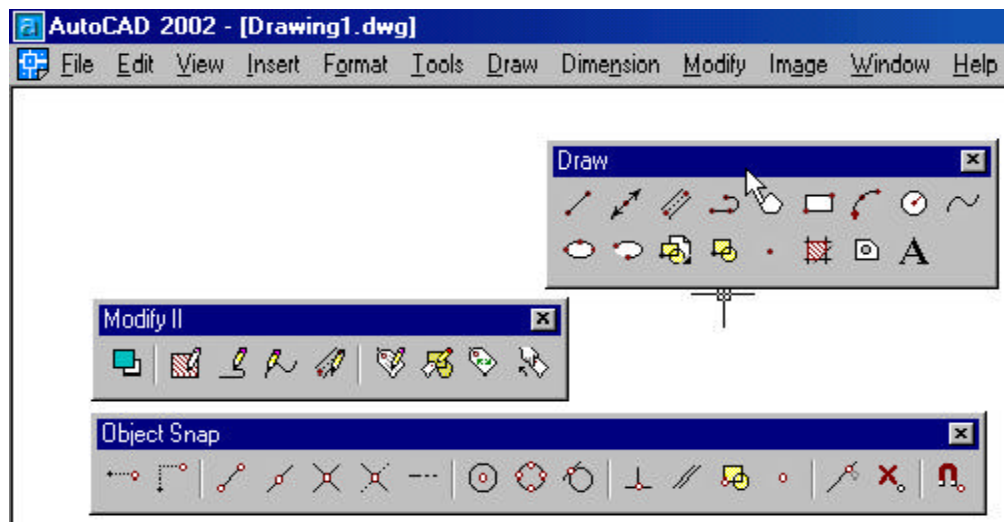 AutoCAD 2002 - [Drawing1.dwg]
File Edit View Insert Format Tools Draw Dimension Modify Image Window Help
Draw
A
Modify II
Object Snap